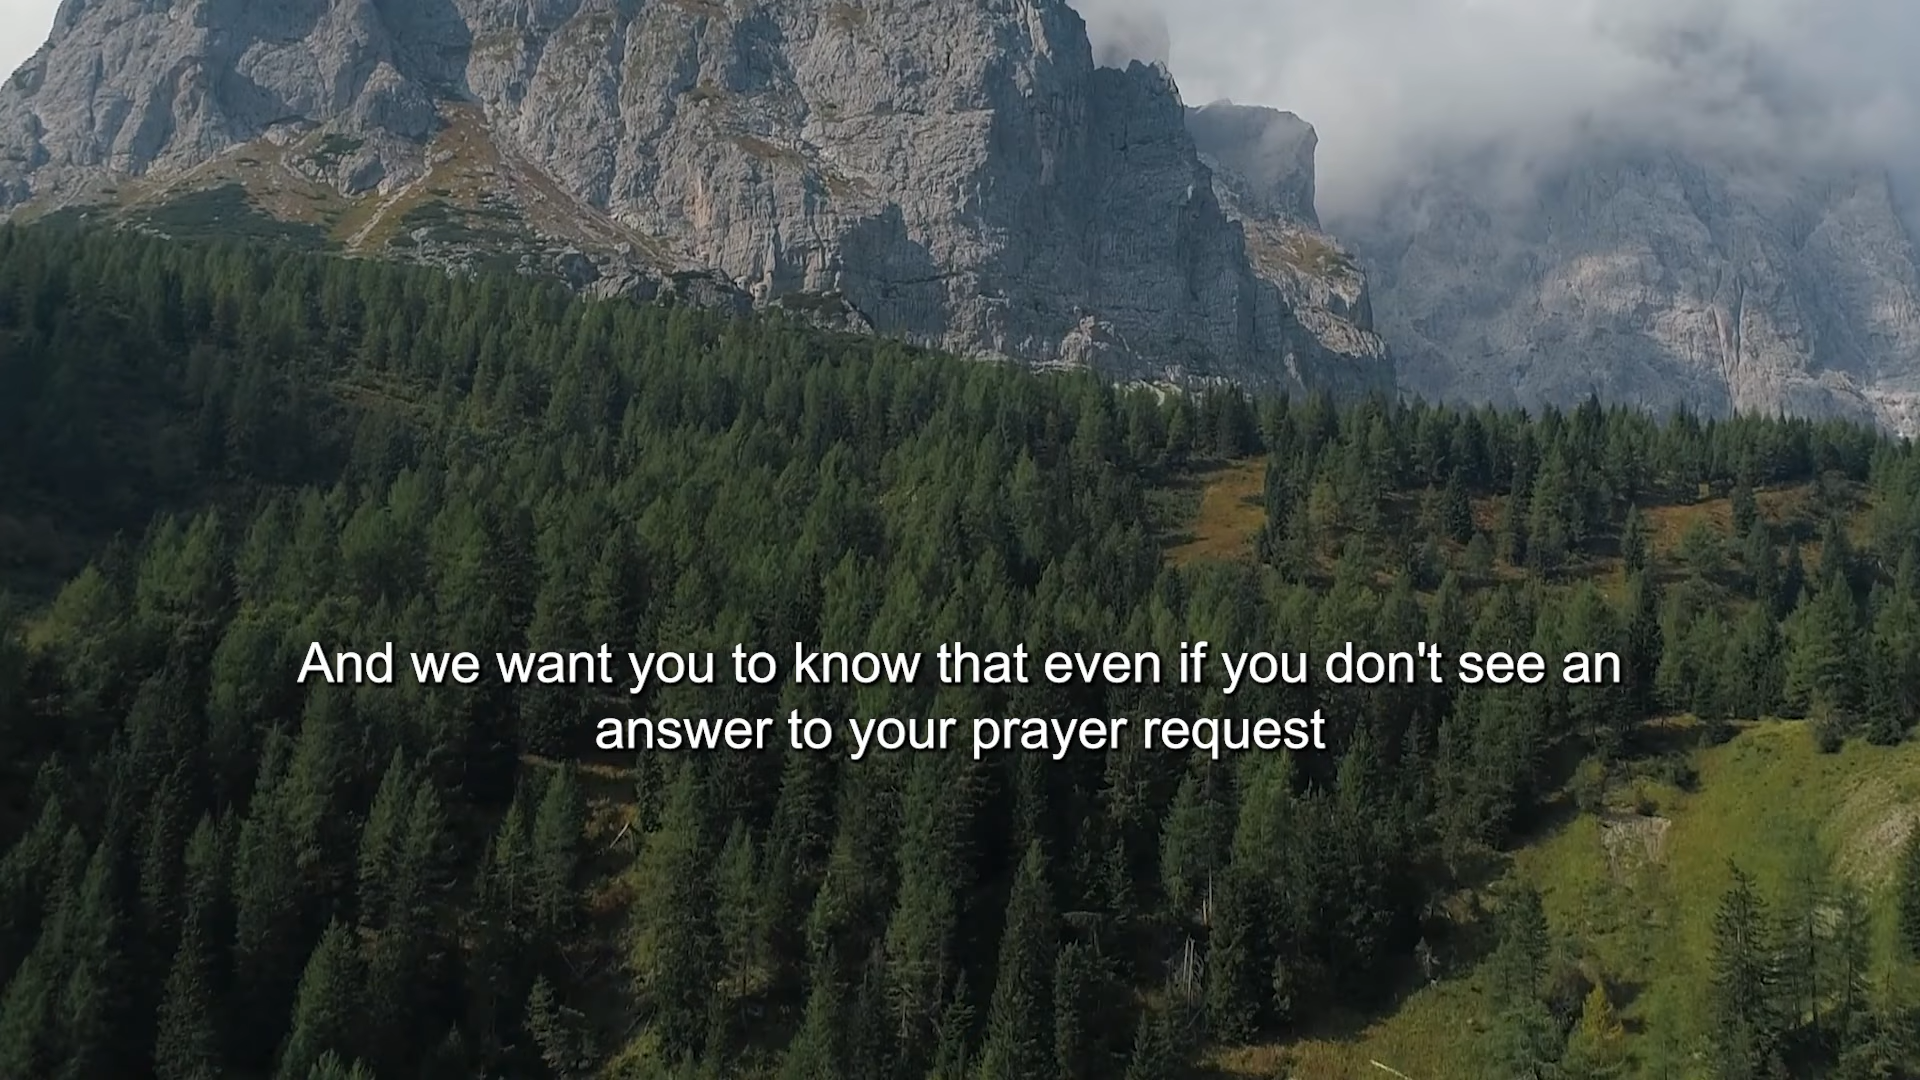 And we want you to know that even if you don't see an
answer to your prayer request